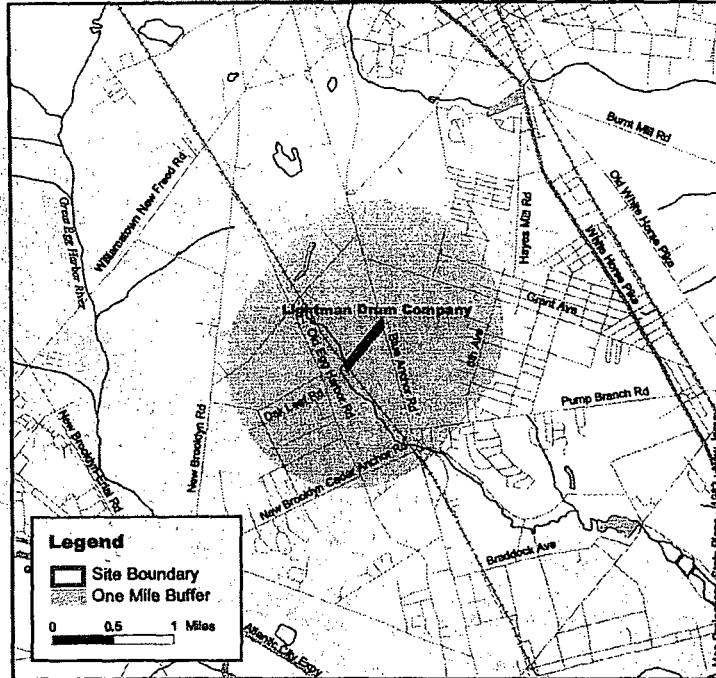 Burnt Mill Rd
Williamstown New Freed Rd
Old White Horse Pike
Hayes Mill Rd
Great Egg Harbor River
White Horse Pike
Grant Ave
Lightman Drum Company
Old Egg Harbor Rd
Blue Anchor Rd
6th Ave
Oak Leaf Rd
Pump Branch Rd
New Brooklyn Rd
New Brooklyn Erial Rd
New Brooklyn Cedar Anchor Rd
Braddock Ave
Legend
Site Boundary
One Mile Buffer
0 0.5 1 Miles
Atlantic City Expy